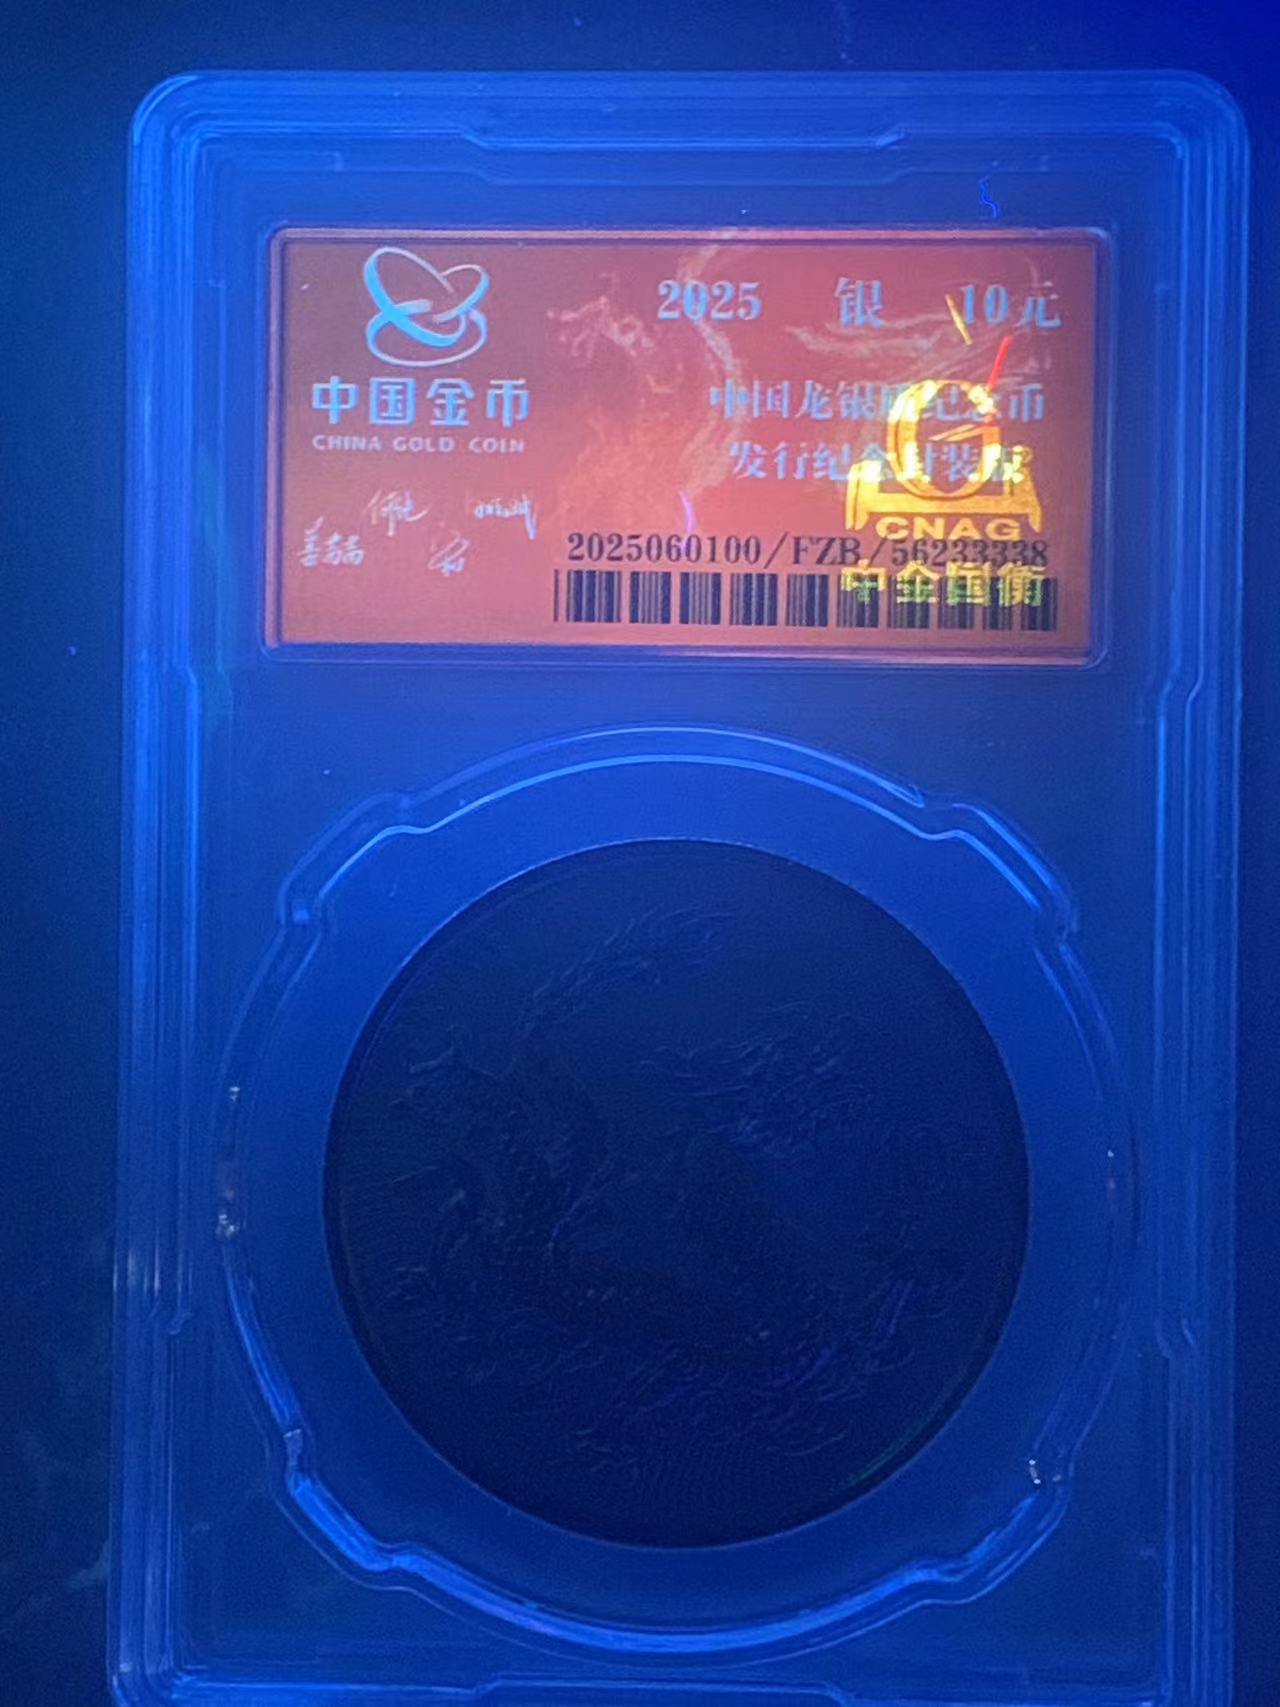 中国金币
CHINA GOLD COIN
2025 银 10元
中国龙银质纪念币
发行纪念封装版
2025060100/FZB/56233338
CNAG
中金国衡